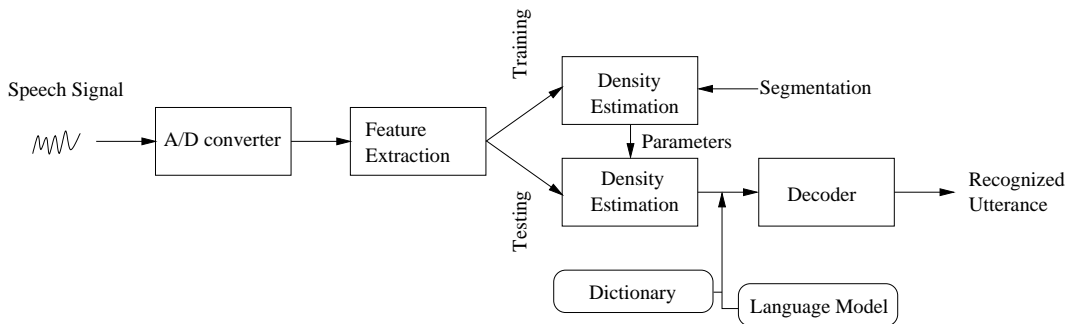 Speech Signal
A/D converter
Feature
Extraction
Training
Testing
Density
Estimation
Segmentation
Parameters
Density
Estimation
Decoder
Recognized
Utterance
Dictionary
Language Model